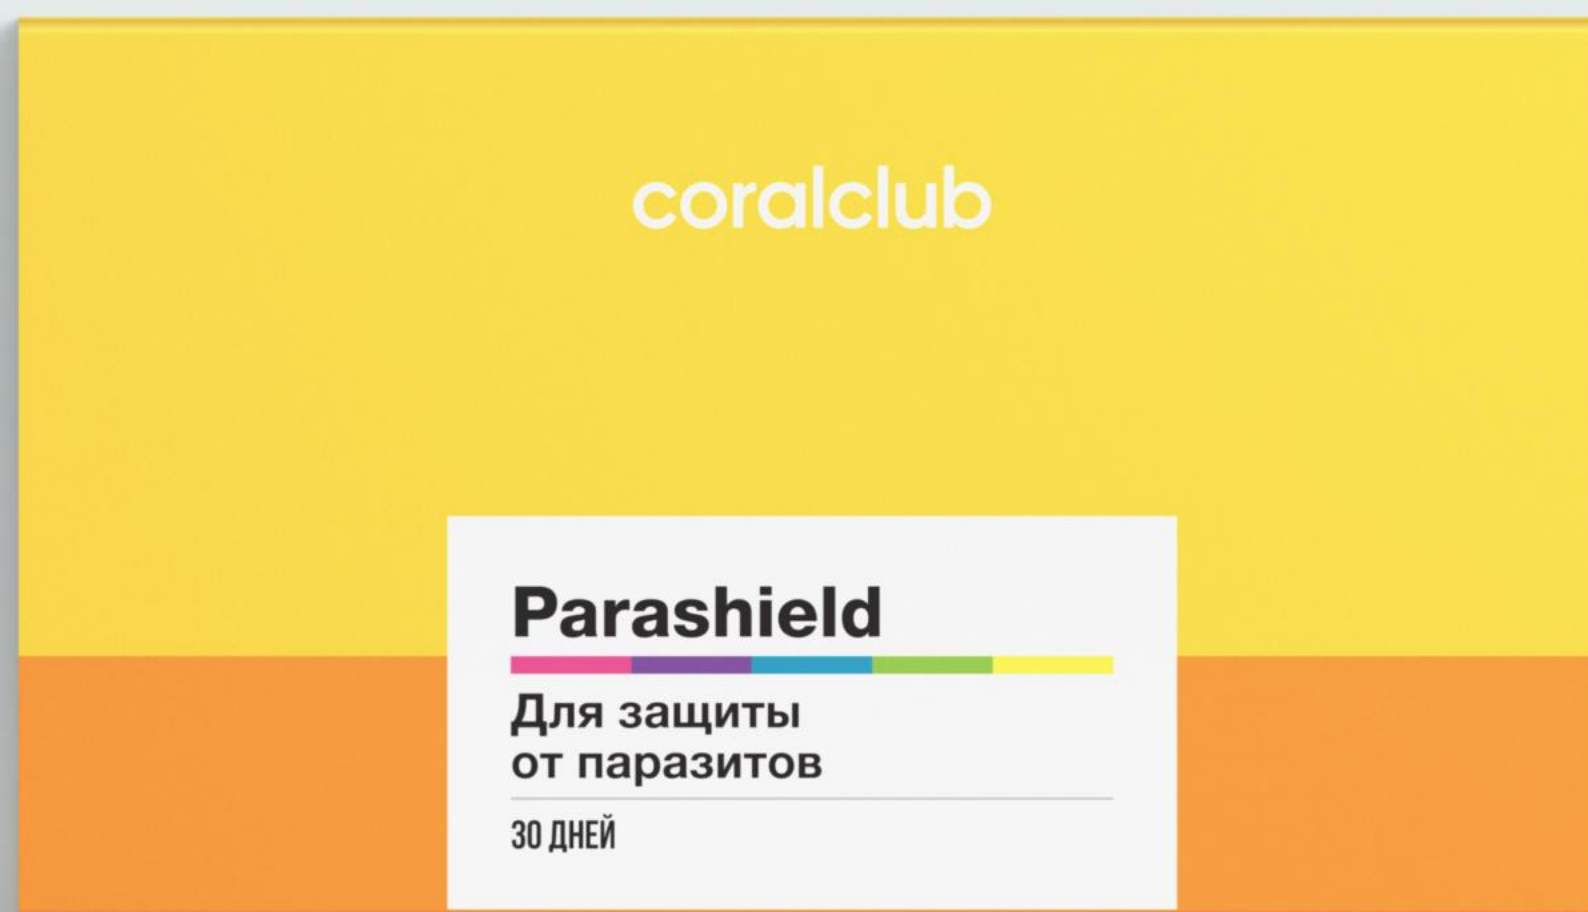 coralclub
Parashield
Для защиты
от паразитов
30 ДНЕЙ